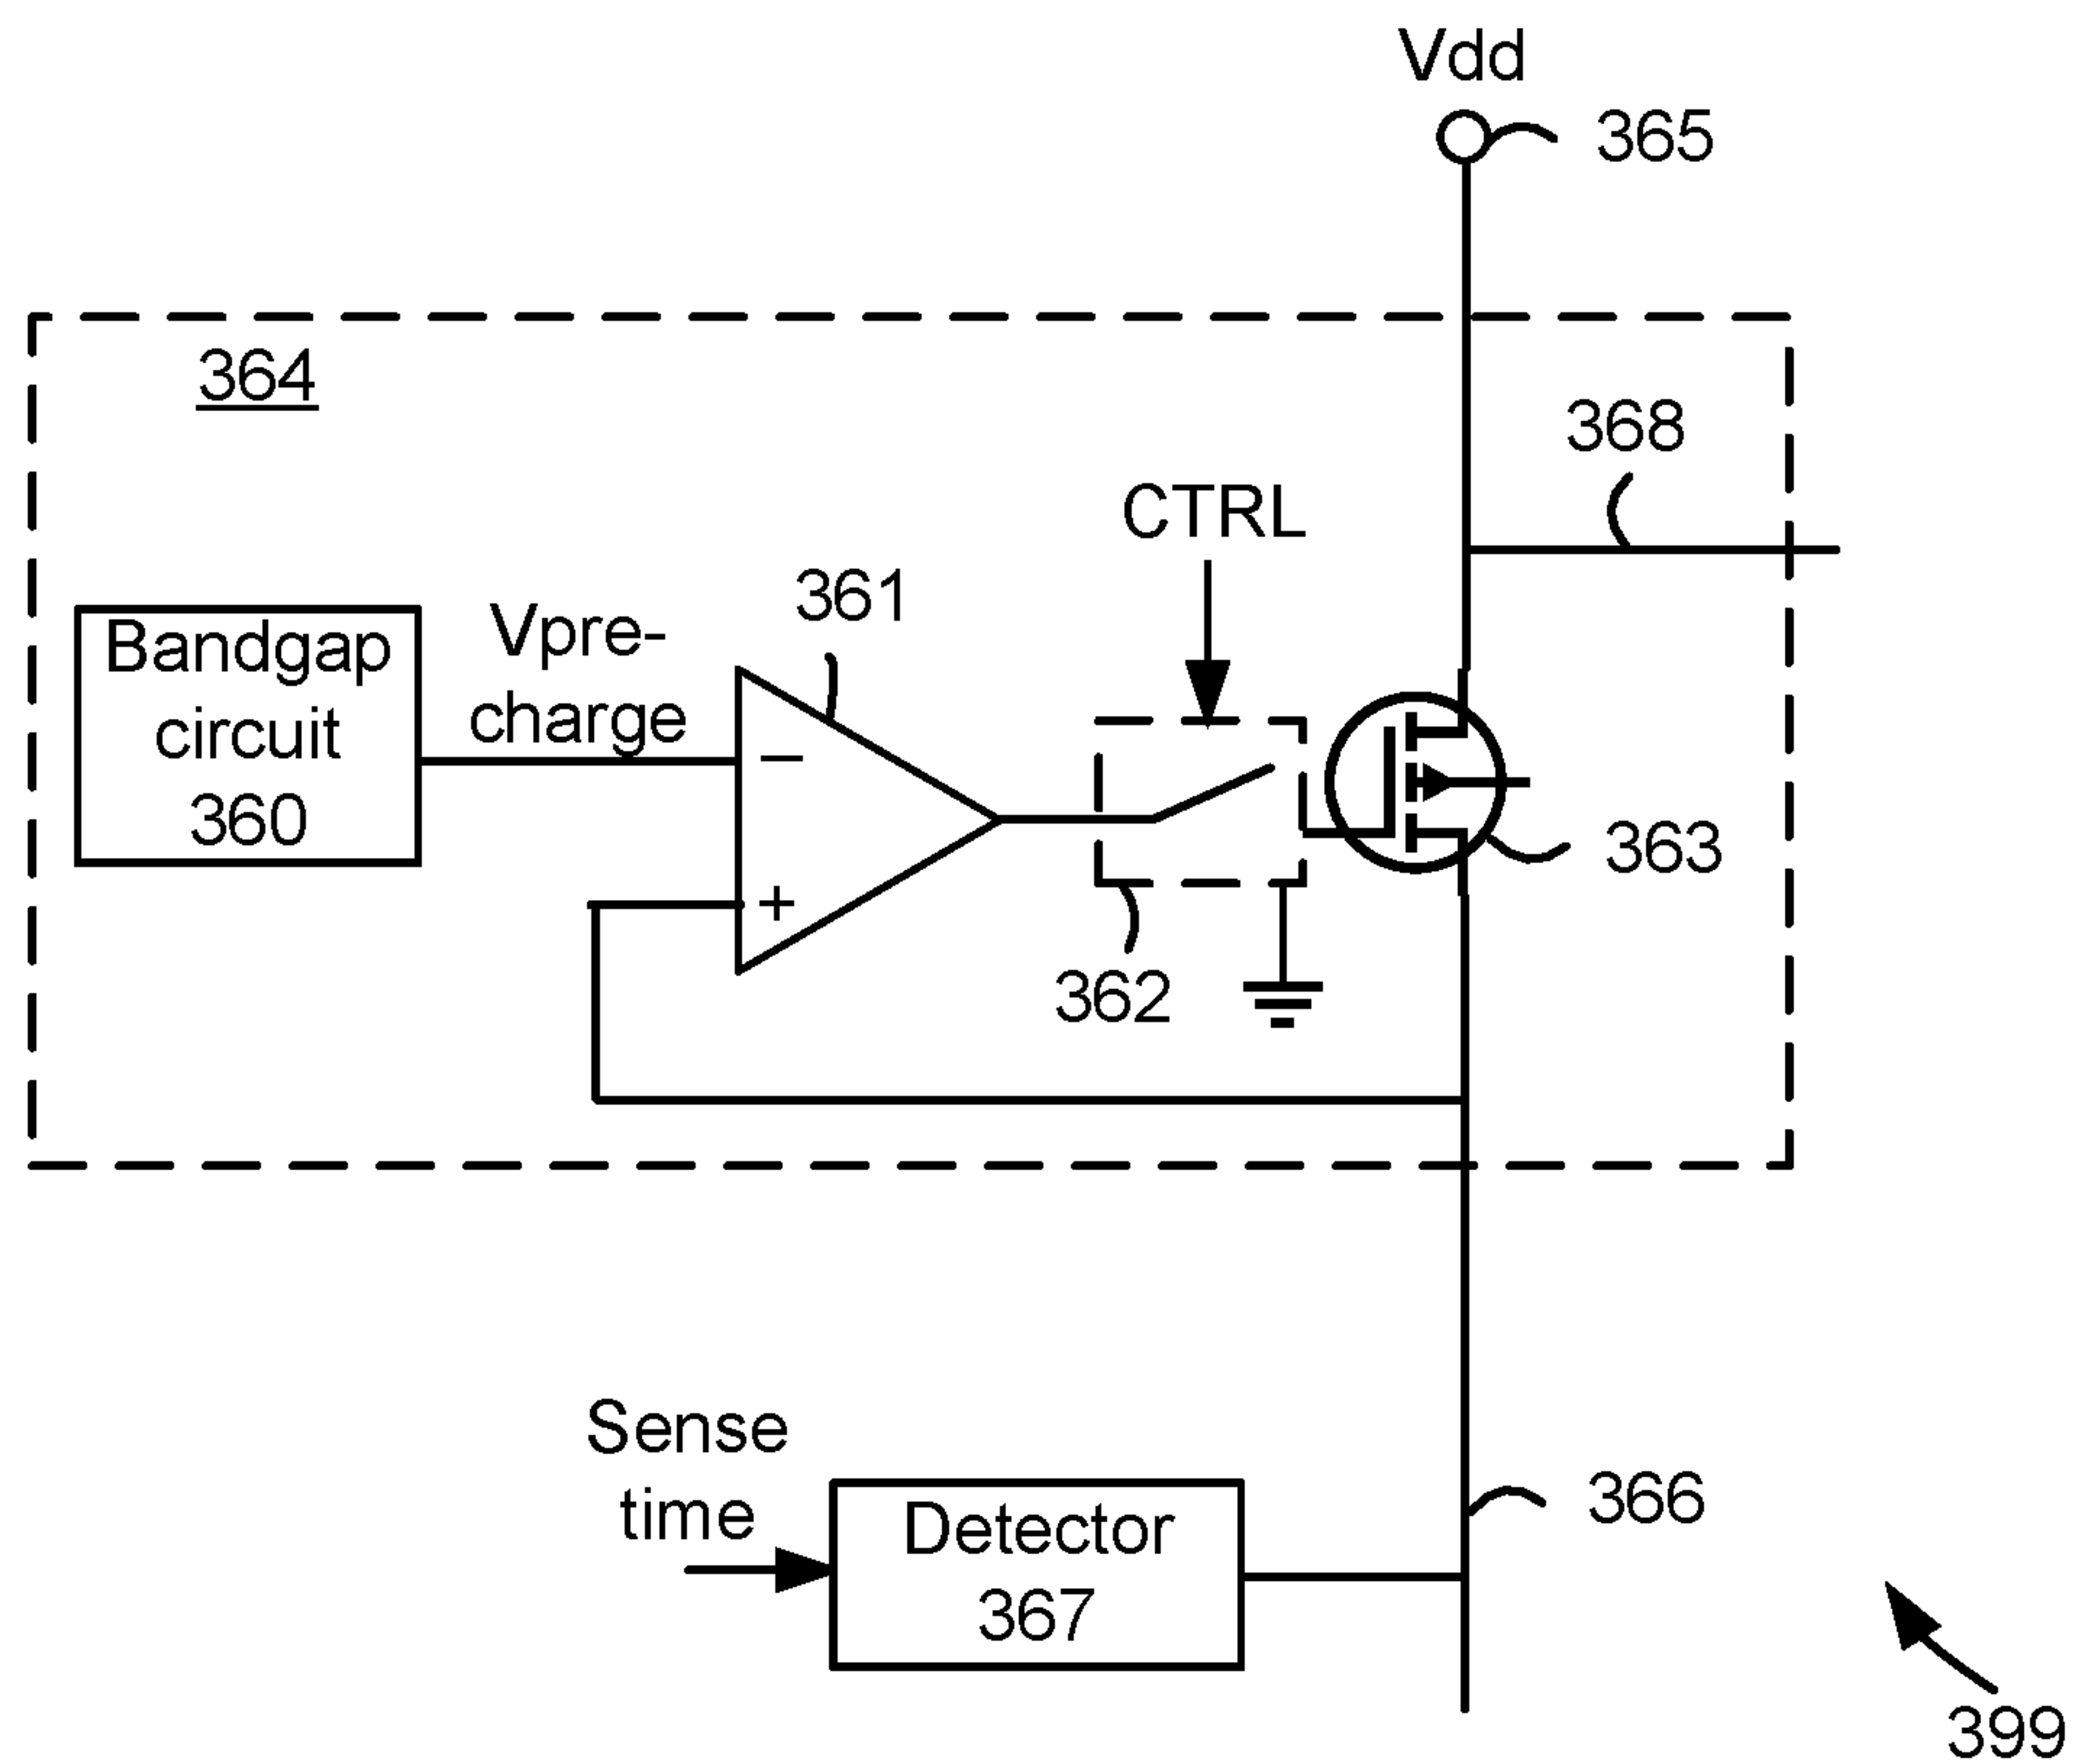 Vdd
365
364
368
CTRL
361
Bandgap
circuit
360
Vpre-
charge
−
+
363
362
Sense
time
Detector
367
366
399